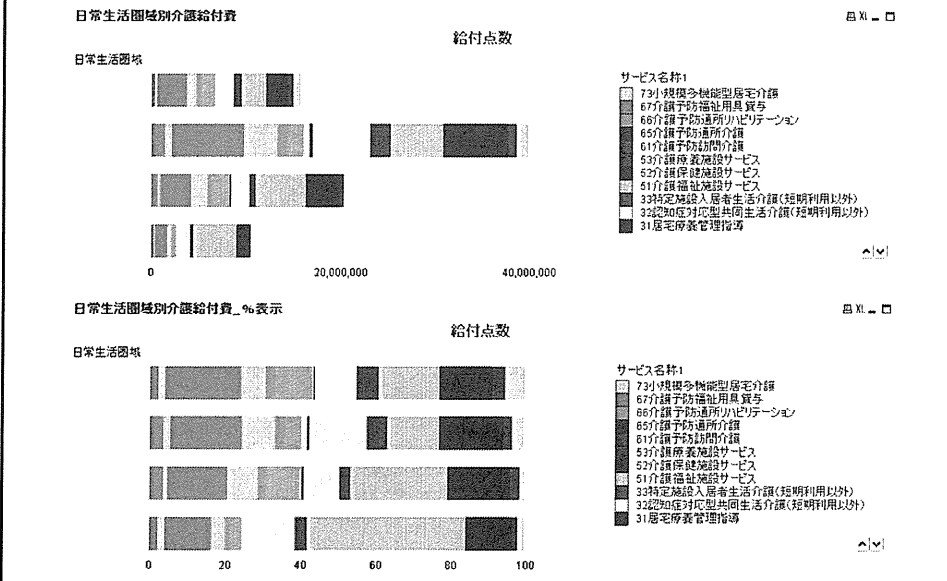 日常生活圏域別介護給付費
XL
給付点数
日常生活圏域
サービス名称1
73小規模多機能型居宅介護
67介護予防福祉用具貸与
66介護予防通所リハビリテーション
65介護予防通所介護
61介護予防訪問介護
53介護療養施設サービス
52介護保健施設サービス
51介護福祉施設サービス
33特定施設入居者生活介護(短期利用以外)
32認知症対応型共同生活介護(短期利用以外)
31居宅療養管理指導
0 20,000,000 40,000,000
日常生活圏域別介護給付費_%表示
XL
給付点数
日常生活圏域
サービス名称1
73小規模多機能型居宅介護
67介護予防福祉用具貸与
66介護予防通所リハビリテーション
65介護予防通所介護
61介護予防訪問介護
53介護療養施設サービス
52介護保健施設サービス
51介護福祉施設サービス
33特定施設入居者生活介護(短期利用以外)
32認知症対応型共同生活介護(短期利用以外)
31居宅療養管理指導
0 20 40 60 80 100